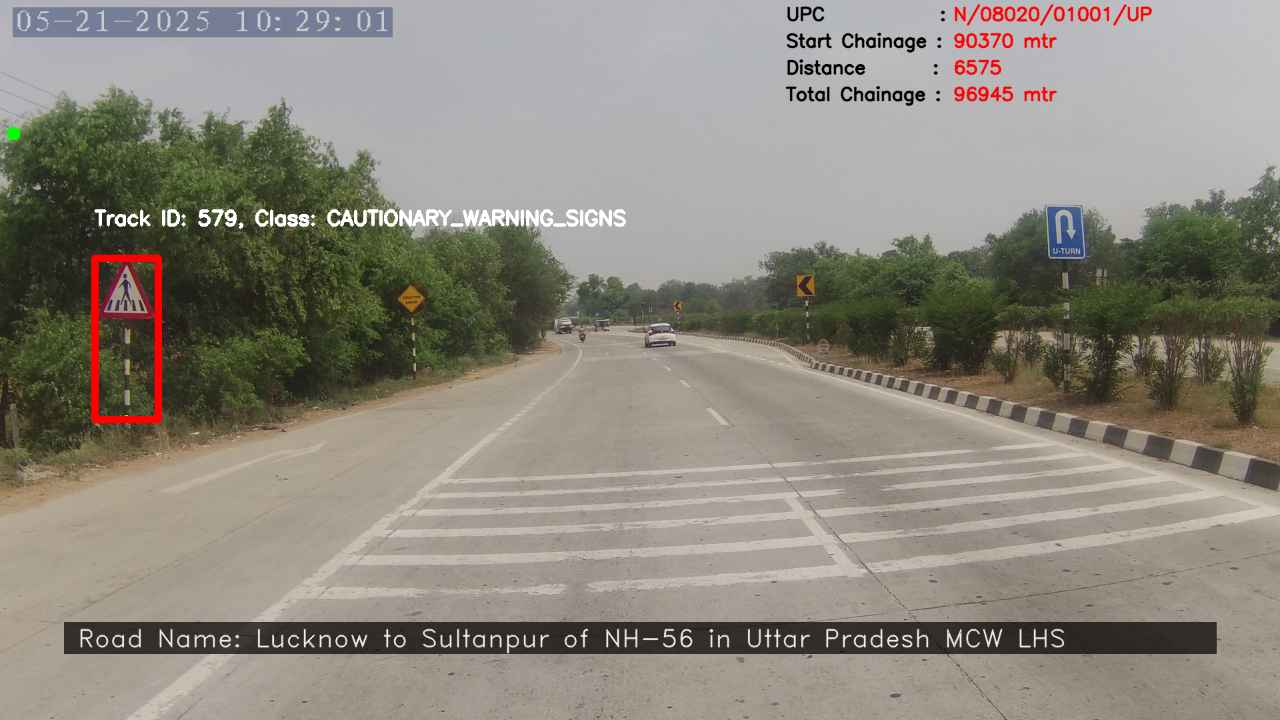 05-21-2025 10:29:01
UPC : N/08020/01001/UP
Start Chainage : 90370 mtr
Distance : 6575
Total Chainage : 96945 mtr
Track ID: 579, Class: CAUTIONARY_WARNING_SIGNS
U-TURN
Road Name: Lucknow to Sultanpur of NH-56 in Uttar Pradesh MCW LHS